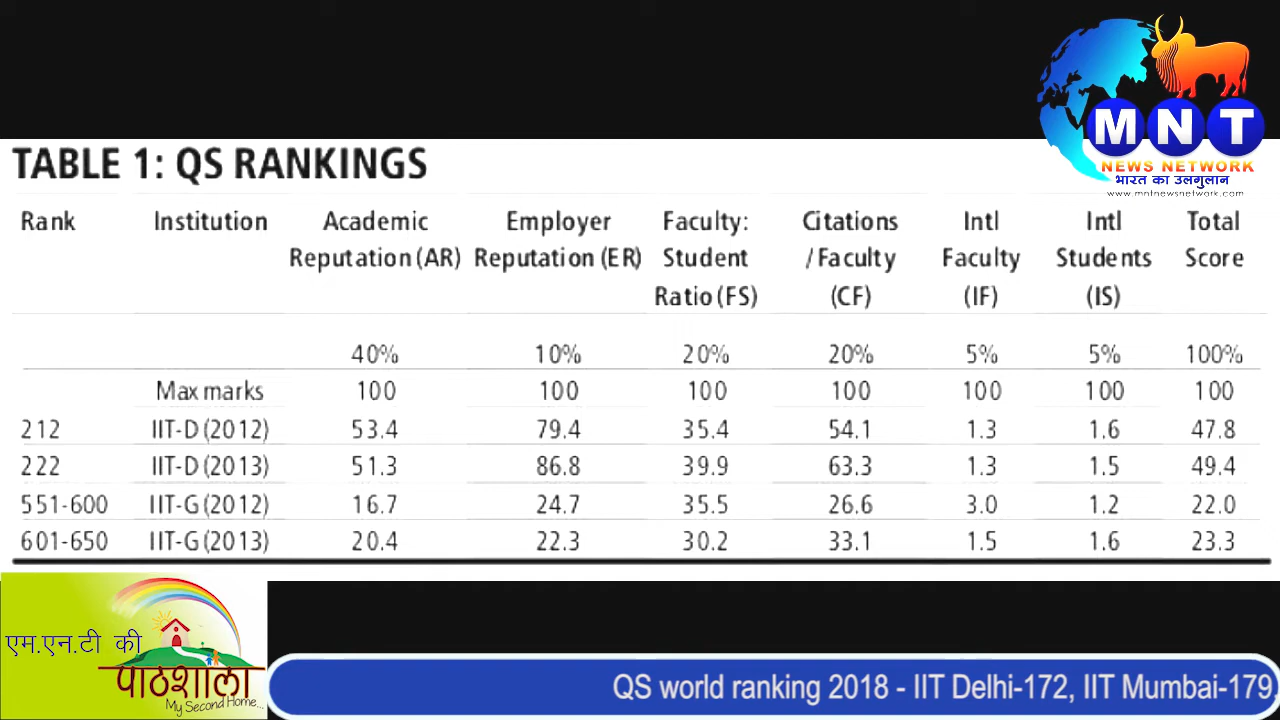 MNT
NEWS NETWORK
भारत का उलगुलान
www.mntnewsnetwork.com
TABLE 1: QS RANKINGS
Rank Institution Academic Reputation (AR) Employer Reputation (ER) Faculty: Student Ratio (FS) Citations /Faculty (CF) Intl Faculty (IF) Intl Students (IS) Total Score
40% 10% 20% 20% 5% 5% 100%
Max marks 100 100 100 100 100 100 100
212 IIT-D (2012) 53.4 79.4 35.4 54.1 1.3 1.6 47.8
222 IIT-D (2013) 51.3 86.8 39.9 63.3 1.3 1.5 49.4
551-600 IIT-G (2012) 16.7 24.7 35.5 26.6 3.0 1.2 22.0
601-650 IIT-G (2013) 20.4 22.3 30.2 33.1 1.5 1.6 23.3
एम.एन.टी की
पाठशाला
My Second Home...
QS world ranking 2018 - IIT Delhi-172, IIT Mumbai-179